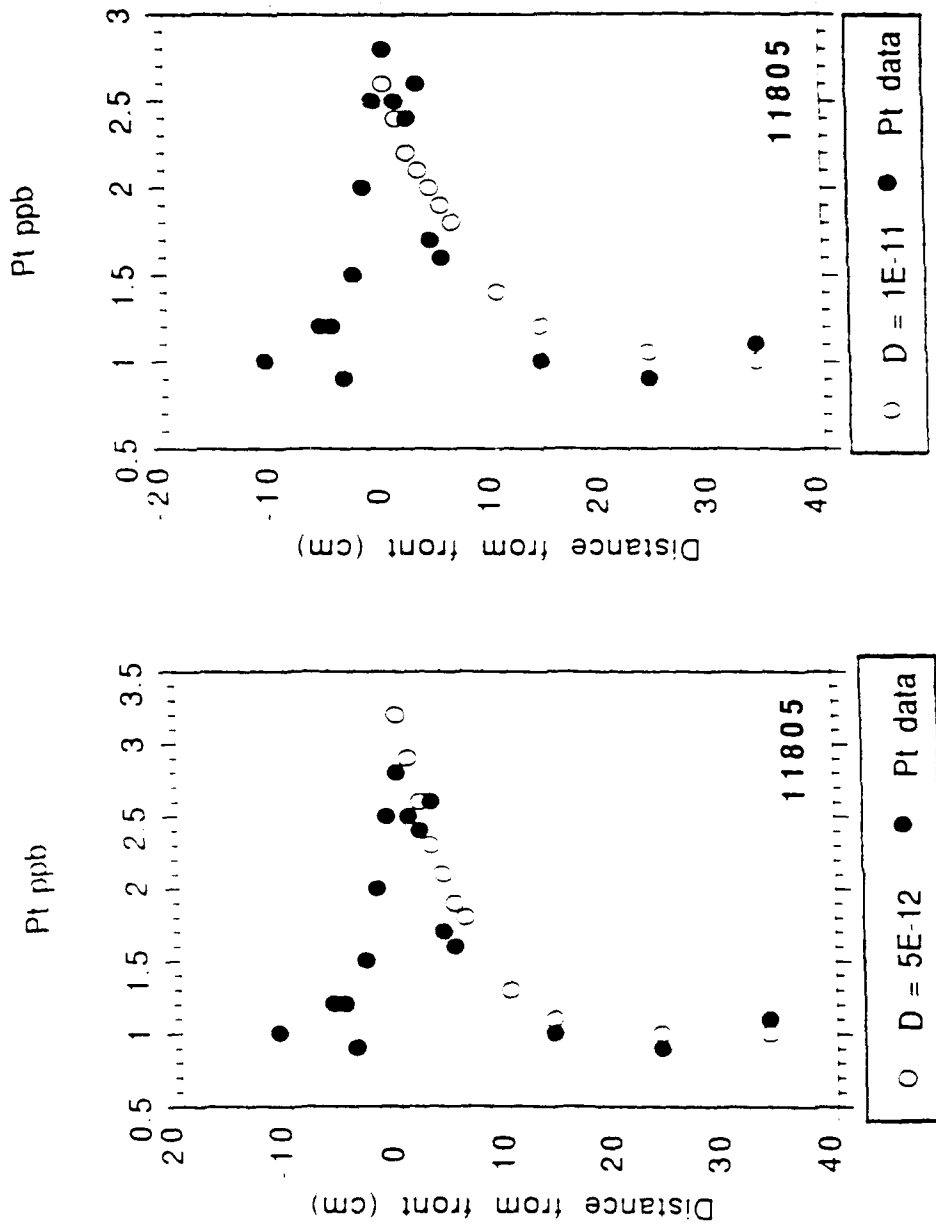 Pt ppb
0.5 1 1.5 2 2.5 3 3.5
-20
-10
0
10
20
30
40
Distance from front (cm)
11805
D = 5E-12 Pt data
Pt ppb
0.5 1 1.5 2 2.5 3
-20
-10
0
10
20
30
40
Distance from front (cm)
11805
D = 1E-11 Pt data